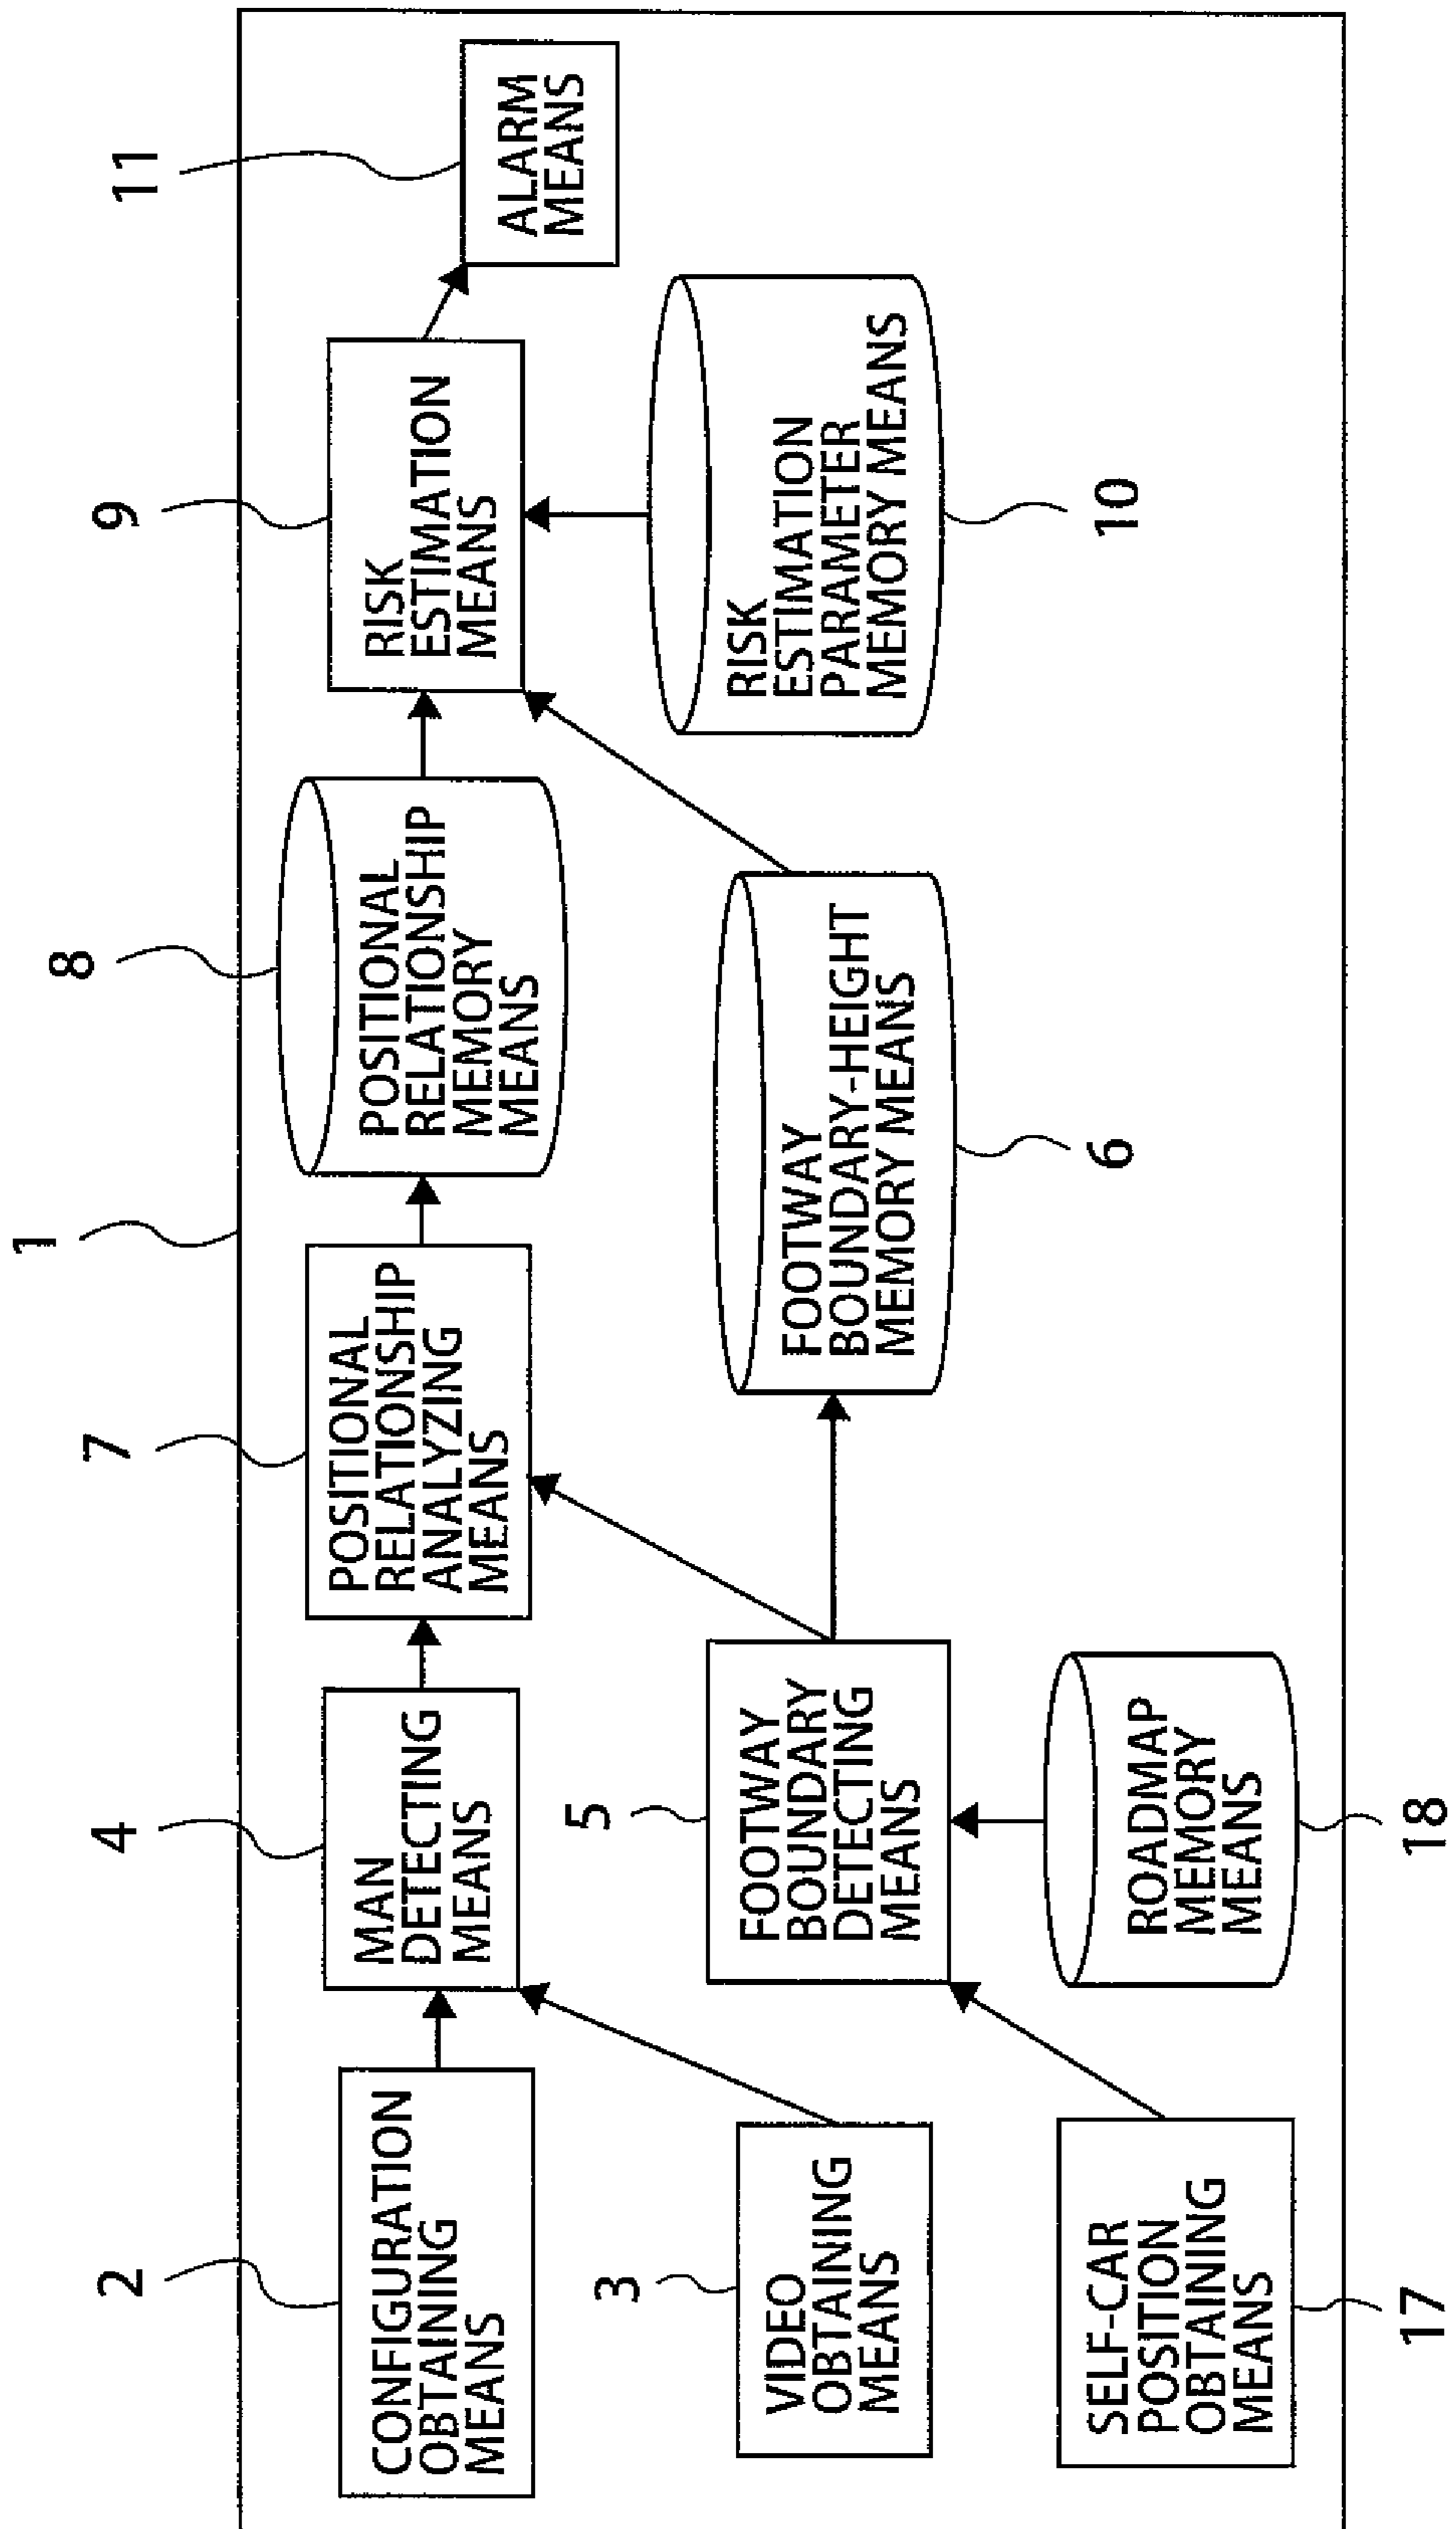 1
2
CONFIGURATION
OBTAINING
MEANS
4
MAN
DETECTING
MEANS
7
POSITIONAL
RELATIONSHIP
ANALYZING
MEANS
8
POSITIONAL
RELATIONSHIP
MEMORY
MEANS
9
RISK
ESTIMATION
MEANS
11
ALARM
MEANS
3
VIDEO
OBTAINING
MEANS
5
FOOTWAY
BOUNDARY
DETECTING
MEANS
FOOTWAY
BOUNDARY-HEIGHT
MEMORY MEANS
6
RISK
ESTIMATION
PARAMETER
MEMORY MEANS
10
SELF-CAR
POSITION
OBTAINING
MEANS
17
ROADMAP
MEMORY
MEANS
18